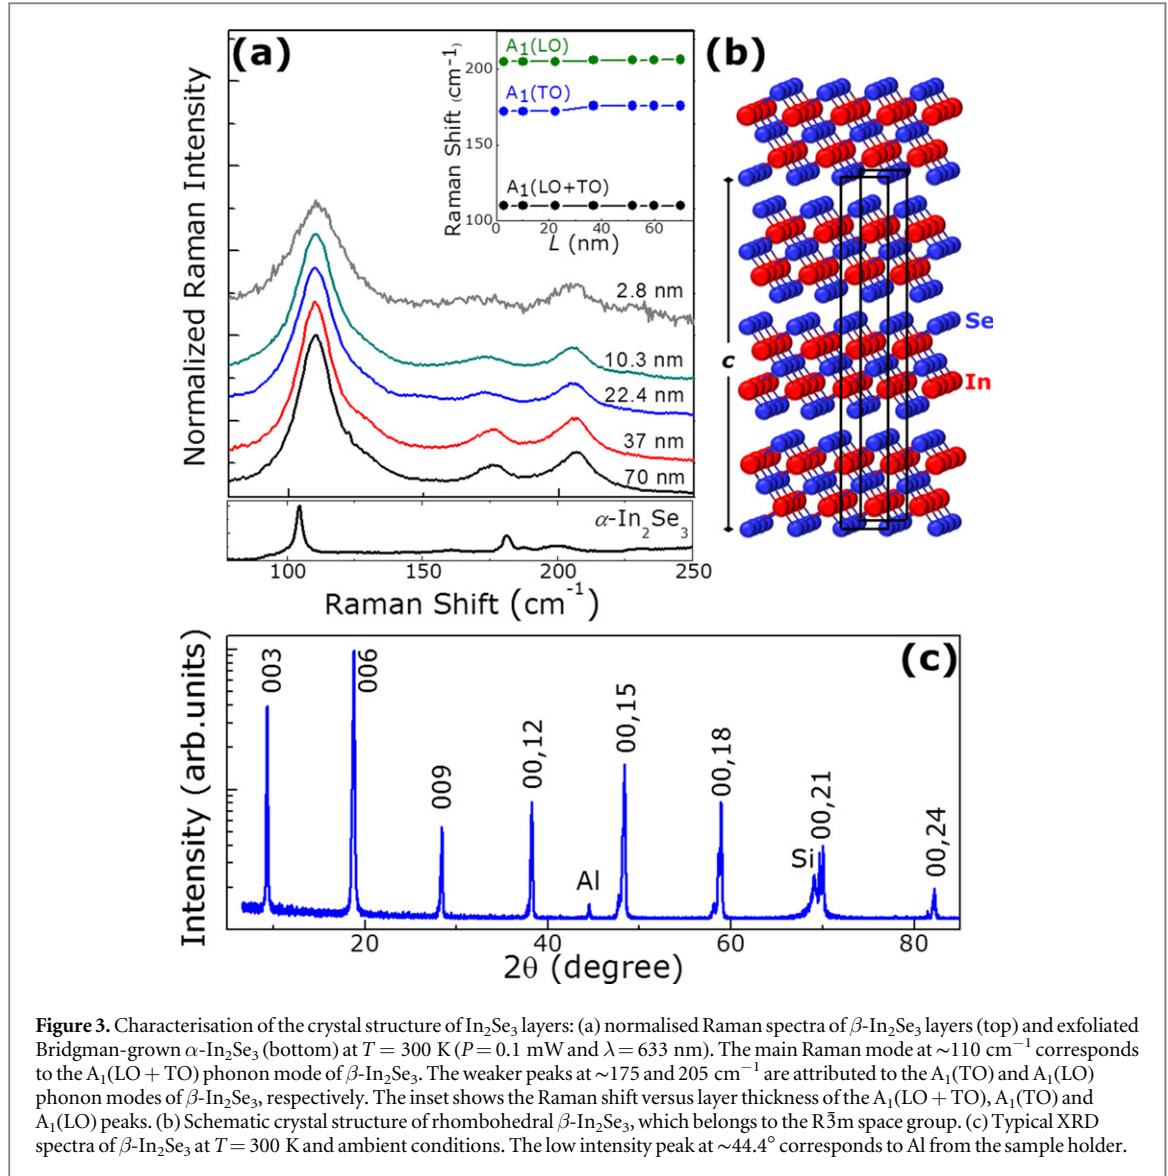 (a)
Normalized Raman Intensity
A₁(LO)
A₁(TO)
A₁(LO+TO)
Raman Shift (cm⁻¹)
200
150
100
0 20 40 60
L (nm)
2.8 nm
10.3 nm
22.4 nm
37 nm
70 nm
α-In₂Se₃
100 150 200 250
Raman Shift (cm⁻¹)
(b)
c
Se
In
(c)
Intensity (arb.units)
003
006
009
00,12
Al
00,15
00,18
Si
00,21
00,24
20 40 60 80
2θ (degree)
Figure 3. Characterisation of the crystal structure of In₂Se₃ layers: (a) normalised Raman spectra of β-In₂Se₃ layers (top) and exfoliated
Bridgman-grown α-In₂Se₃ (bottom) at T = 300 K (P = 0.1 mW and λ = 633 nm). The main Raman mode at ~110 cm⁻¹ corresponds
to the A₁(LO + TO) phonon mode of β-In₂Se₃. The weaker peaks at ~175 and 205 cm⁻¹ are attributed to the A₁(TO) and A₁(LO)
phonon modes of β-In₂Se₃, respectively. The inset shows the Raman shift versus layer thickness of the A₁(LO + TO), A₁(TO) and
A₁(LO) peaks. (b) Schematic crystal structure of rhombohedral β-In₂Se₃, which belongs to the R3̄m space group. (c) Typical XRD
spectra of β-In₂Se₃ at T = 300 K and ambient conditions. The low intensity peak at ~44.4° corresponds to Al from the sample holder.